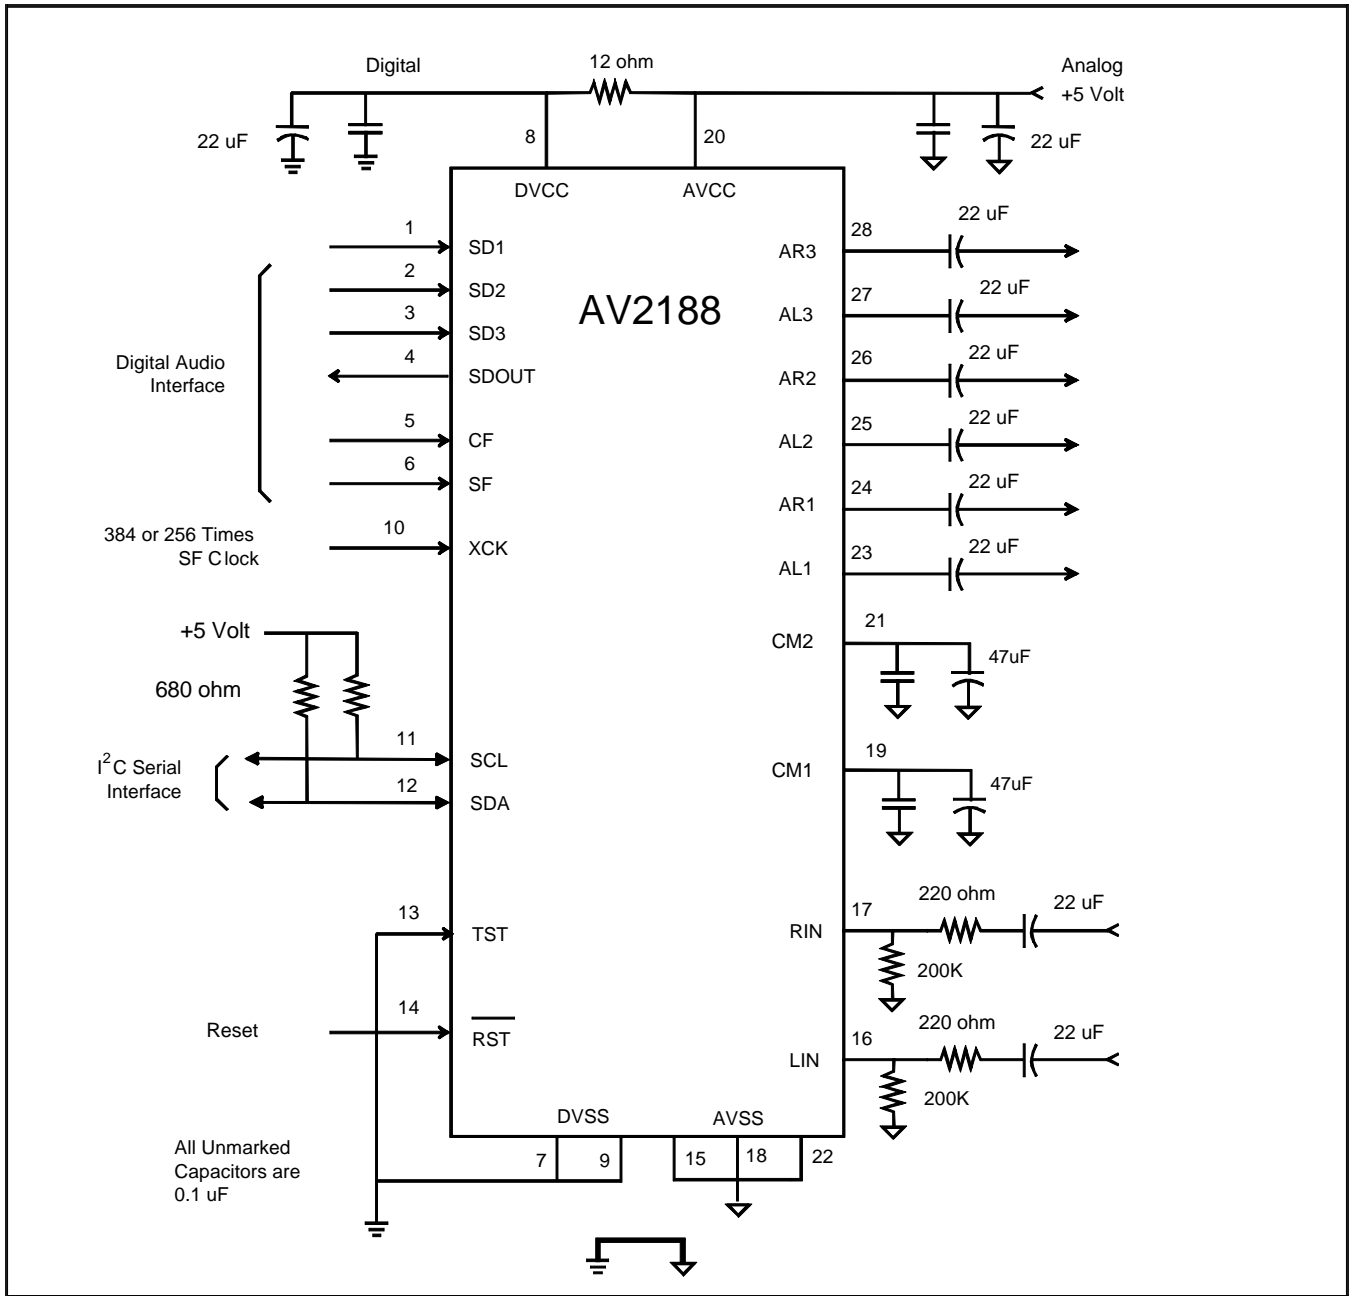 Digital
12 ohm
Analog
+5 Volt
22 uF
8
20
22 uF
DVCC
AVCC
1
SD1
2
SD2
3
SD3
4
SDOUT
5
CF
6
SF
Digital Audio
Interface
10
XCK
384 or 256 Times
SF Clock
AV2188
28
AR3
22 uF
27
AL3
22 uF
26
AR2
22 uF
25
AL2
22 uF
24
AR1
22 uF
23
AL1
22 uF
21
CM2
47uF
19
CM1
47uF
+5 Volt
680 ohm
11
SCL
12
SDA
I2C Serial
Interface
13
TST
14
RST
Reset
17
RIN
220 ohm
22 uF
200K
16
LIN
220 ohm
22 uF
200K
DVSS
AVSS
7
9
15
18
22
All Unmarked
Capacitors are
0.1 uF